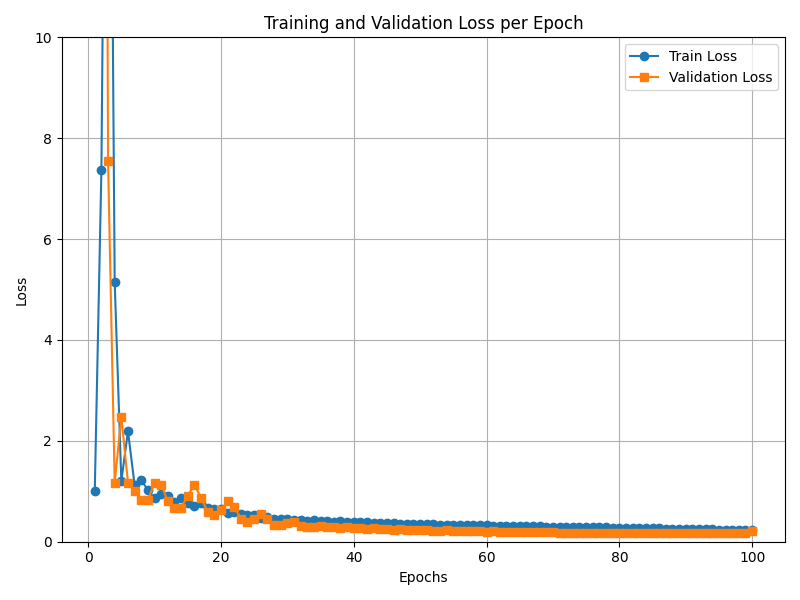 Training and Validation Loss per Epoch
Train Loss
Validation Loss
Loss
10
8
6
4
2
0
0 20 40 60 80 100
Epochs